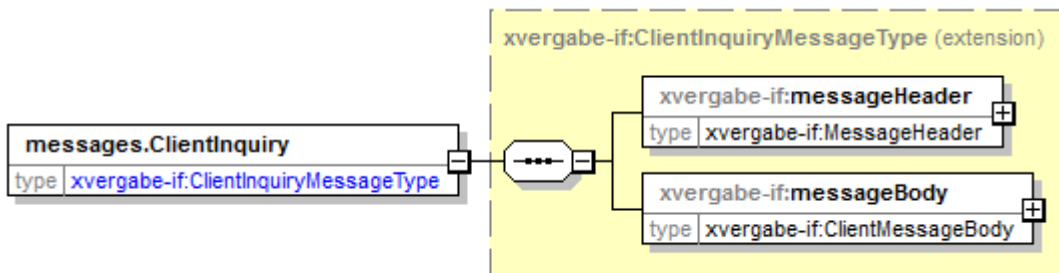 xvergabe-if:ClientInquiryMessageType (extension)
xvergabe-if:messageHeader
type xvergabe-if:MessageHeader
messages.ClientInquiry
type xvergabe-if:ClientInquiryMessageType
xvergabe-if:messageBody
type xvergabe-if:ClientMessageBody